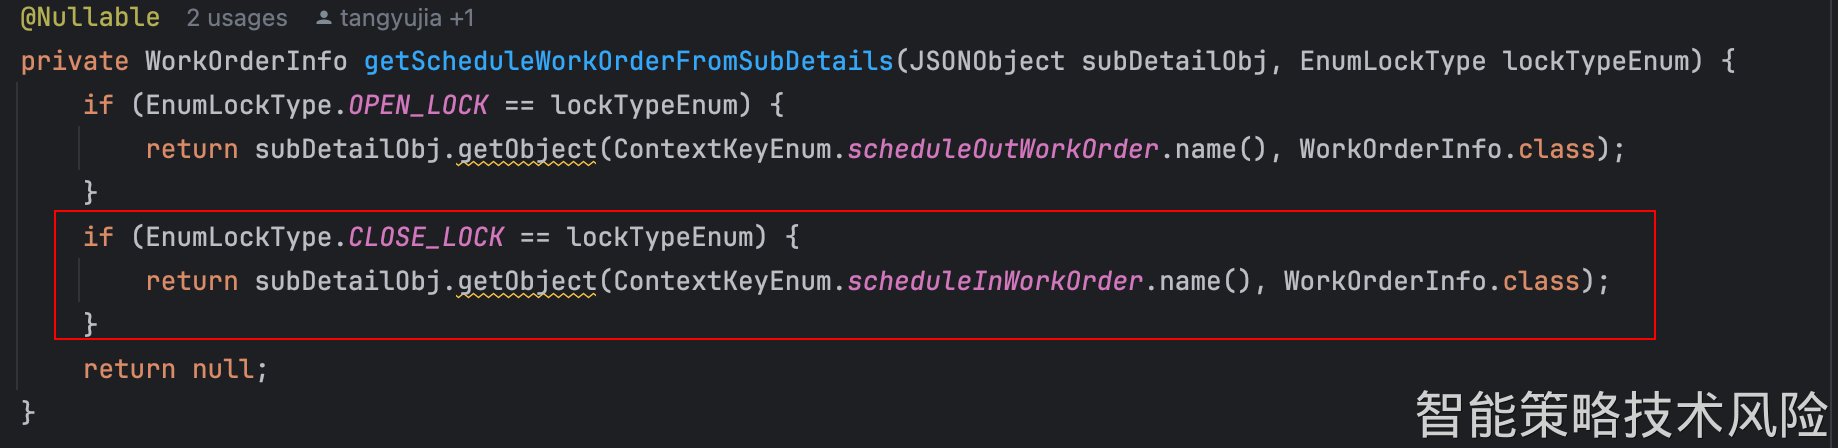 @Nullable 2 usages tangyujia +1
private WorkOrderInfo getScheduleWorkOrderFromSubDetails(JSONObject subDetailObj, EnumLockType lockTypeEnum) {
if (EnumLockType.OPEN_LOCK == lockTypeEnum) {
return subDetailObj.getObject(ContextKeyEnum.scheduleOutWorkOrder.name(), WorkOrderInfo.class);
}
if (EnumLockType.CLOSE_LOCK == lockTypeEnum) {
return subDetailObj.getObject(ContextKeyEnum.scheduleInWorkOrder.name(), WorkOrderInfo.class);
}
return null;
}
智能策略技术风险